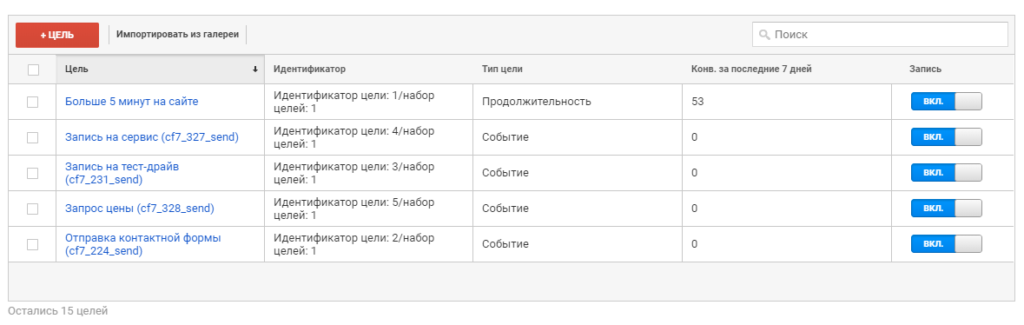 + ЦЕЛЬ
Импортировать из галереи
Поиск
Цель
Идентификатор
Тип цели
Конв. за последние 7 дней
Запись
Больше 5 минут на сайте
Идентификатор цели: 1/набор
целей: 1
Продолжительность
53
ВКЛ.
Запись на сервис (cf7_327_send)
Идентификатор цели: 4/набор
целей: 1
Событие
0
ВКЛ.
Запись на тест-драйв
(cf7_231_send)
Идентификатор цели: 3/набор
целей: 1
Событие
0
ВКЛ.
Запрос цены (cf7_328_send)
Идентификатор цели: 5/набор
целей: 1
Событие
0
ВКЛ.
Отправка контактной формы
(cf7_224_send)
Идентификатор цели: 2/набор
целей: 1
Событие
0
ВКЛ.
Остались 15 целей